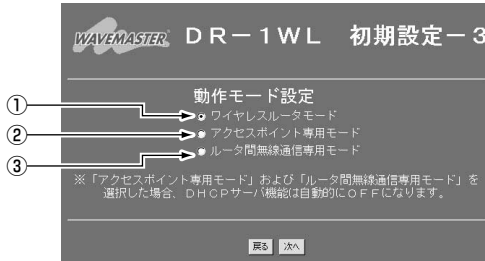 WAVEMASTER DR－1WL 初期設定－3
動作モード設定
① ワイヤレスルータモード
② アクセスポイント専用モード
③ ルータ間無線通信専用モード
※「アクセスポイント専用モード」および「ルータ間無線通信専用モード」を
選択した場合、DHCPサーバ機能は自動的にOFFになります。
戻る 次へ